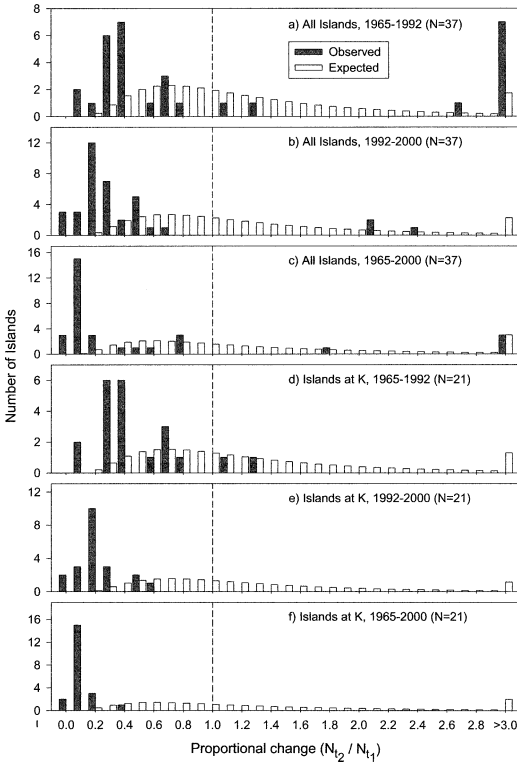 8
6
4
2
0
a) All Islands, 1965-1992 (N=37)
Observed
Expected
12
9
6
3
0
b) All Islands, 1992-2000 (N=37)
16
12
8
4
0
c) All Islands, 1965-2000 (N=37)
Number of Islands
6
4
2
0
d) Islands at K, 1965-1992 (N=21)
12
8
4
0
e) Islands at K, 1992-2000 (N=21)
16
12
8
4
0
f) Islands at K, 1965-2000 (N=21)
0.0 0.2 0.4 0.6 0.8 1.0 1.2 1.4 1.6 1.8 2.0 2.2 2.4 2.6 2.8 >3.0
Proportional change (Nt2 / Nt1)